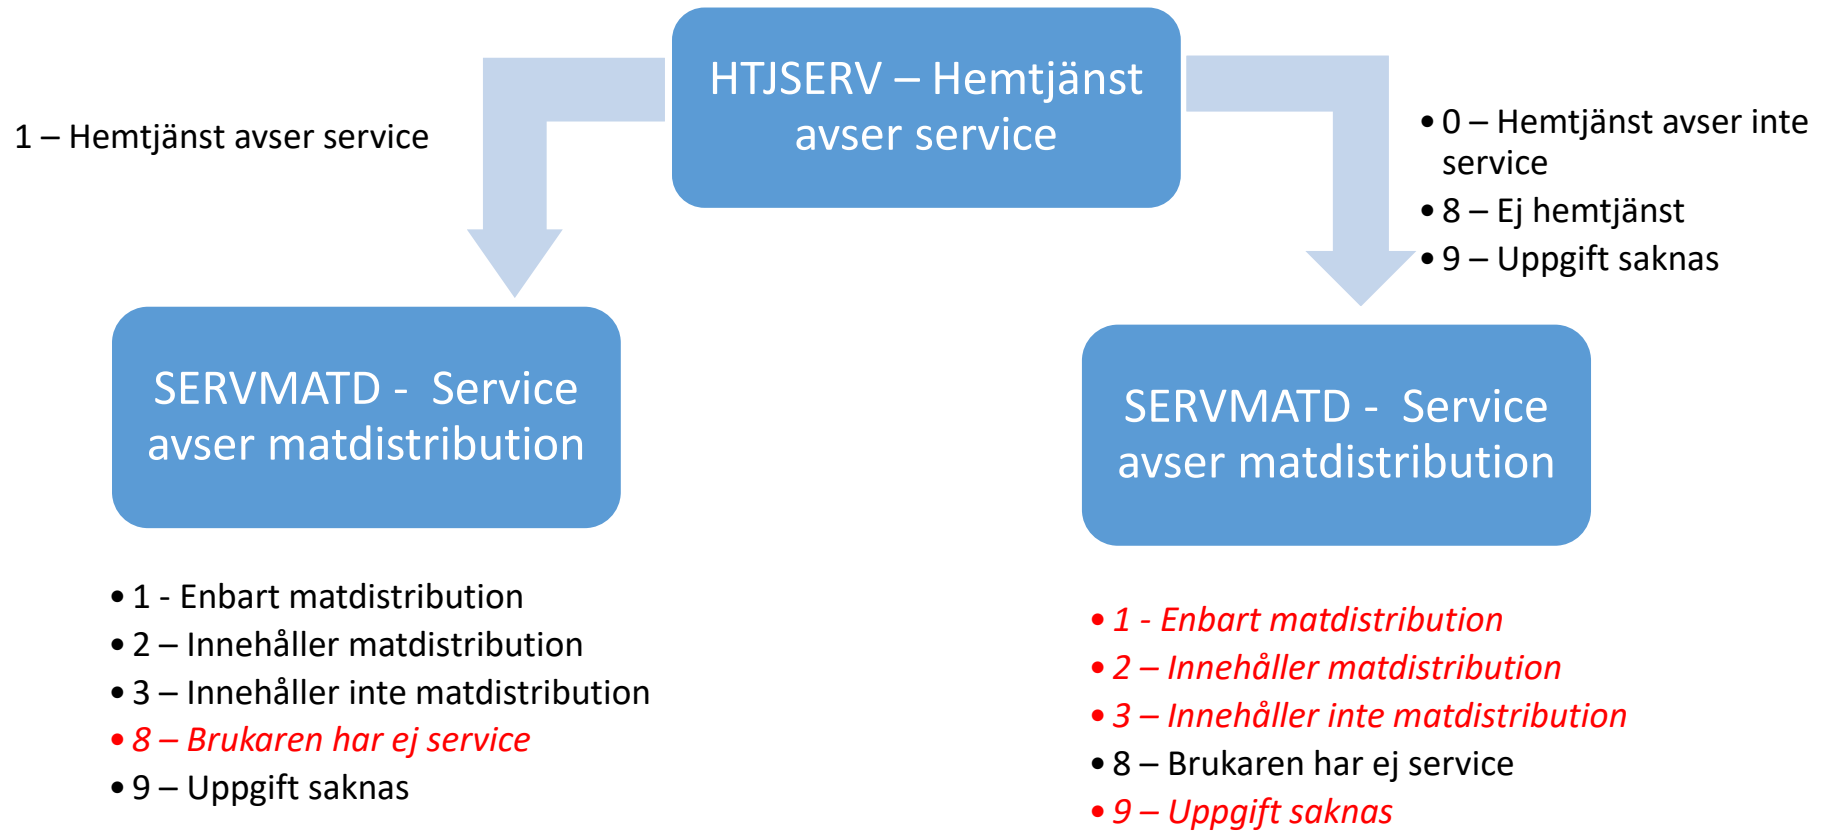 HTJSERV – Hemtjänst
avser service
1 – Hemtjänst avser service
• 0 – Hemtjänst avser inte
service
• 8 – Ej hemtjänst
• 9 – Uppgift saknas
SERVMATD - Service
avser matdistribution
• 1 - Enbart matdistribution
• 2 – Innehåller matdistribution
• 3 – Innehåller inte matdistribution
• 8 – Brukaren har ej service
• 9 – Uppgift saknas
SERVMATD - Service
avser matdistribution
• 1 - Enbart matdistribution
• 2 – Innehåller matdistribution
• 3 – Innehåller inte matdistribution
• 8 – Brukaren har ej service
• 9 – Uppgift saknas